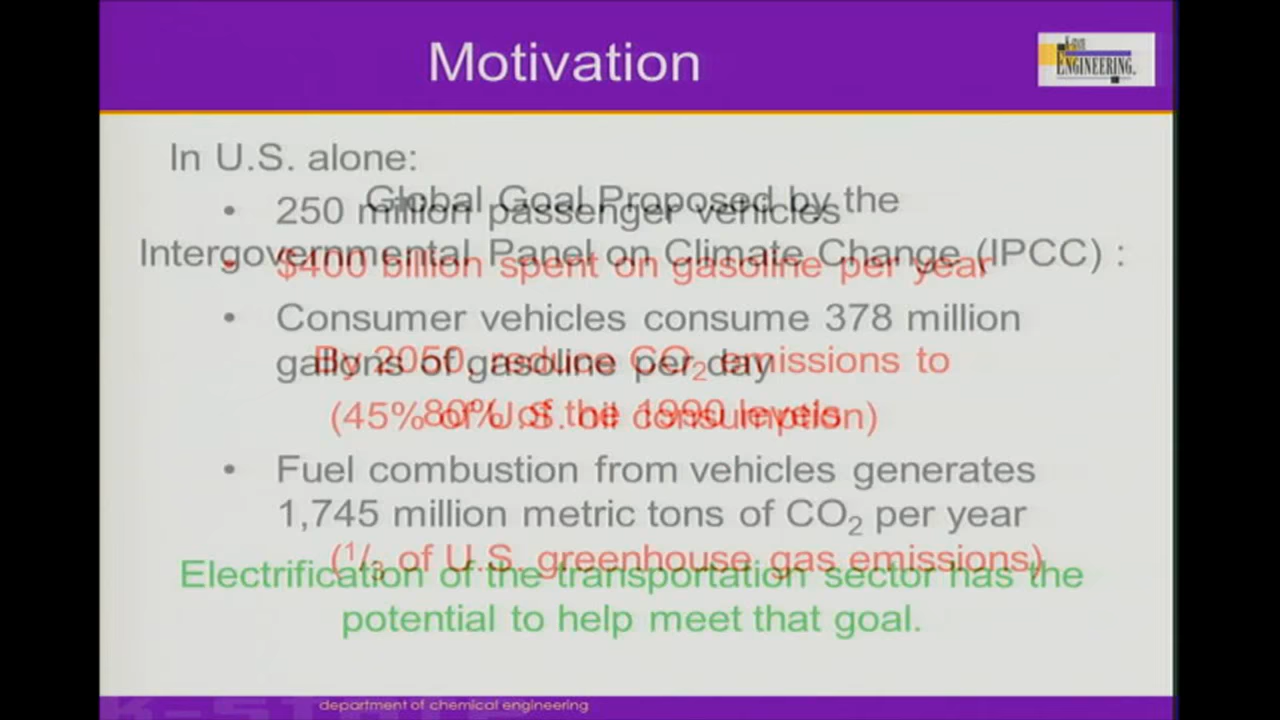 Motivation
I LOVE
ENGINEERING.
In U.S. alone:
• 250 million passenger vehicles
• $400 billion spent on gasoline per year
• Consumer vehicles consume 378 million
gallons of gasoline per day
(45% of U.S. oil consumption)
• Fuel combustion from vehicles generates
1,745 million metric tons of CO₂ per year
(1/3 of U.S. greenhouse gas emissions)
Global Goal Proposed by the
Intergovernmental Panel on Climate Change (IPCC) :
By 2050, reduce CO₂ emissions to
80% of the 1990 levels
Electrification of the transportation sector has the
potential to help meet that goal.
K-STATE
department of chemical engineering